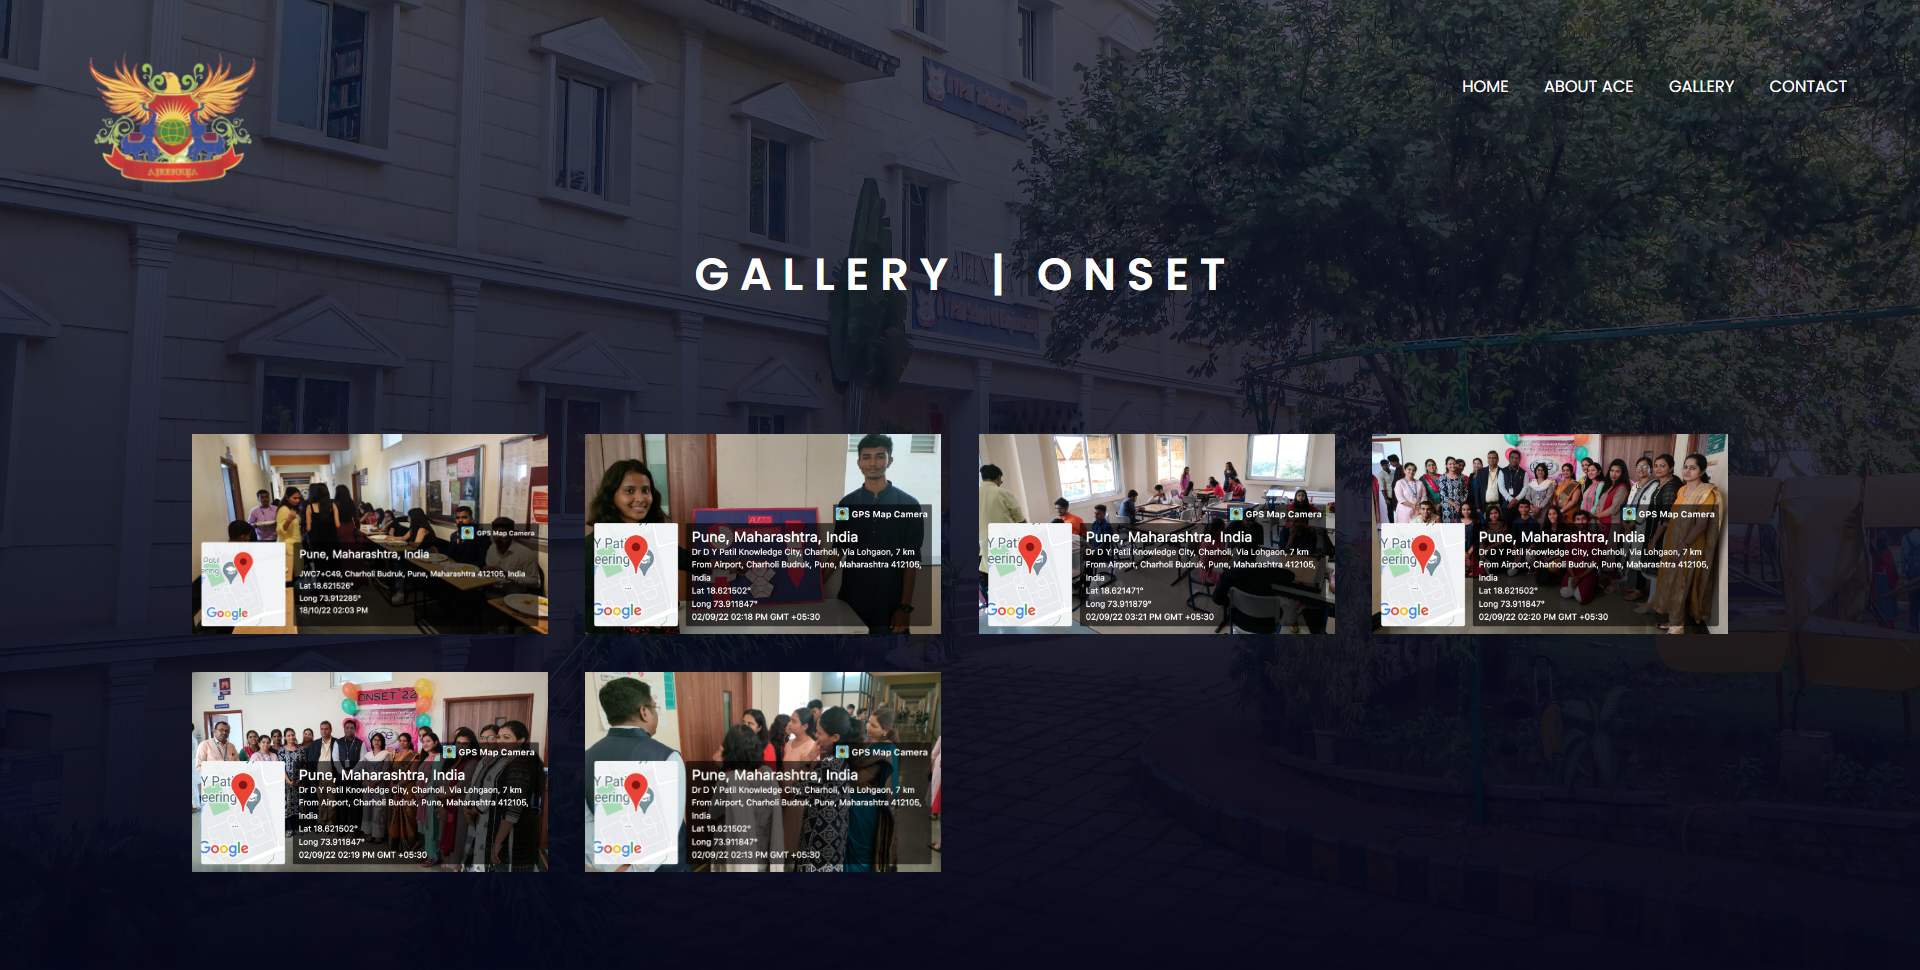 HOME ABOUT ACE GALLERY CONTACT
AJEENKYA
GALLERY | ONSET
GPS Map Camera
Pune, Maharashtra, India
JWC7+C49, Charholi Budruk, Pune, Maharashtra 412105, India
Lat 18.621526°
Long 73.912285°
18/10/22 02:03 PM
Patil
eering
Google
GPS Map Camera
Pune, Maharashtra, India
Dr D Y Patil Knowledge City, Charholi, Via Lohgaon, 7 km
From Airport, Charholi Budruk, Pune, Maharashtra 412105,
India
Lat 18.621502°
Long 73.911847°
02/09/22 02:18 PM GMT +05:30
Y Patil
eering
Google
GPS Map Camera
Pune, Maharashtra, India
Dr D Y Patil Knowledge City, Charholi, Via Lohgaon, 7 km
From Airport, Charholi Budruk, Pune, Maharashtra 412105,
India
Lat 18.621471°
Long 73.911879°
02/09/22 03:21 PM GMT +05:30
Y Patil
eering
Google
GPS Map Camera
Pune, Maharashtra, India
Dr D Y Patil Knowledge City, Charholi, Via Lohgaon, 7 km
From Airport, Charholi Budruk, Pune, Maharashtra 412105,
India
Lat 18.621502°
Long 73.911847°
02/09/22 02:20 PM GMT +05:30
Y Patil
eering
Google
ONSET'22
GPS Map Camera
Pune, Maharashtra, India
Dr D Y Patil Knowledge City, Charholi, Via Lohgaon, 7 km
From Airport, Charholi Budruk, Pune, Maharashtra 412105,
India
Lat 18.621502°
Long 73.911847°
02/09/22 02:19 PM GMT +05:30
Y Patil
eering
Google
GPS Map Camera
Pune, Maharashtra, India
Dr D Y Patil Knowledge City, Charholi, Via Lohgaon, 7 km
From Airport, Charholi Budruk, Pune, Maharashtra 412105,
India
Lat 18.621502°
Long 73.911847°
02/09/22 02:13 PM GMT +05:30
Y Patil
eering
Google